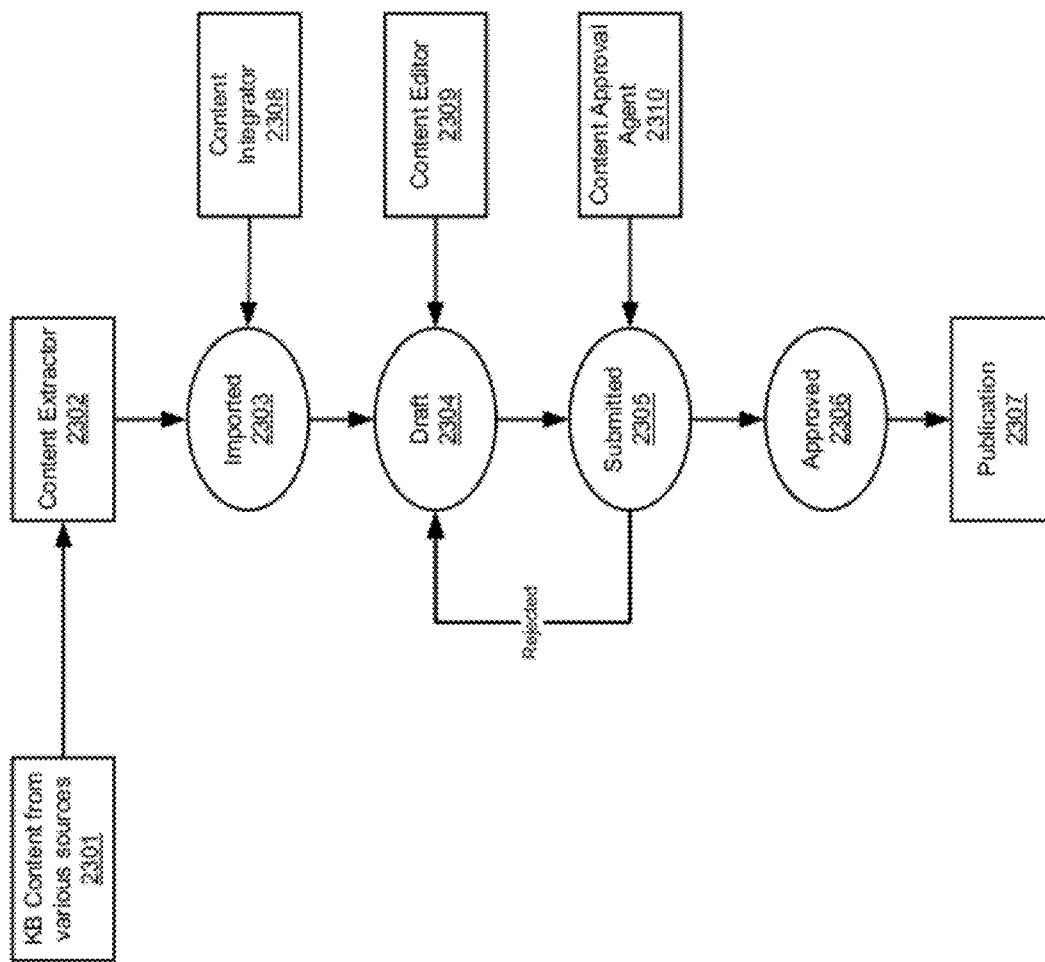 KB Content from
various sources
2301
Content Extractor
2302
Imported
2303
Content
Integrator
2308
Draft
2304
Content Editor
2309
Rejected
Submitted
2305
Content Approval
Agent
2310
Approved
2306
Publication
2307